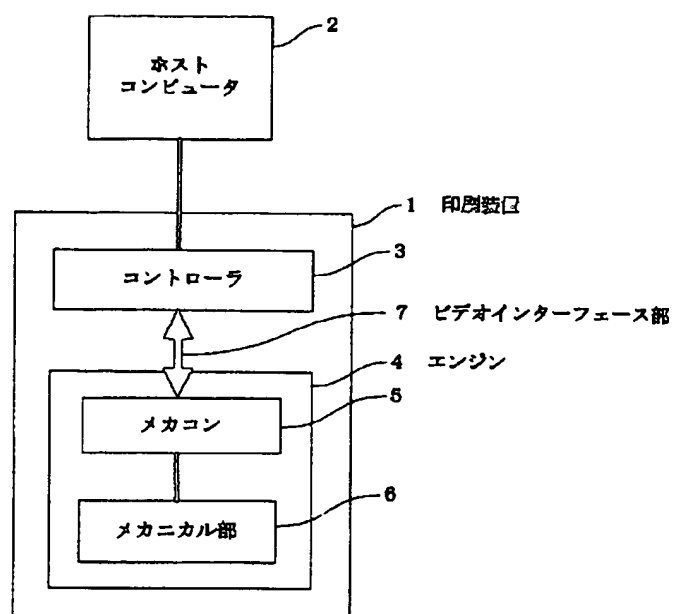 2
ホスト
コンピュータ
1 印刷装置
3
コントローラ
7 ビデオインターフェース部
4 エンジン
メカコン
5
6
メカニカル部